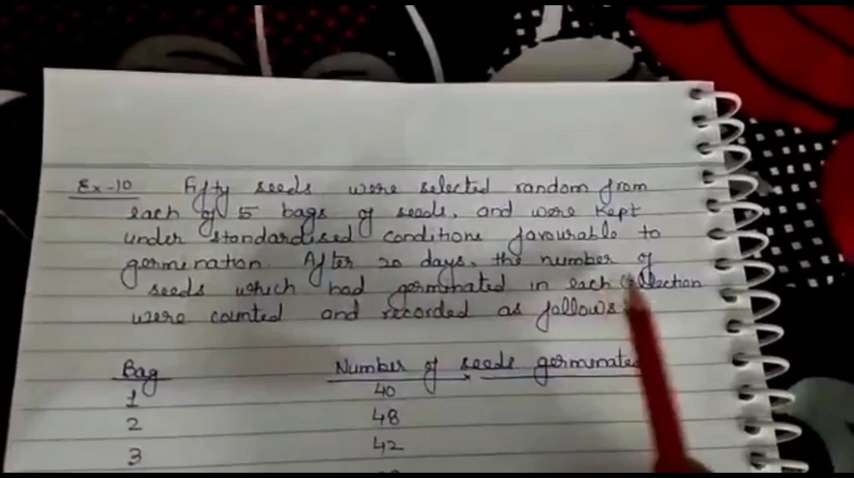 Ex-10 Fifty seeds were selected random from
each of 5 bags of seeds, and were kept
under standardised conditions favourable to
germination. After 20 days, the number of
seeds which had germinated in each collection
were counted and recorded as follows
Bag Number of seeds germinated
1 40
2 48
3 42